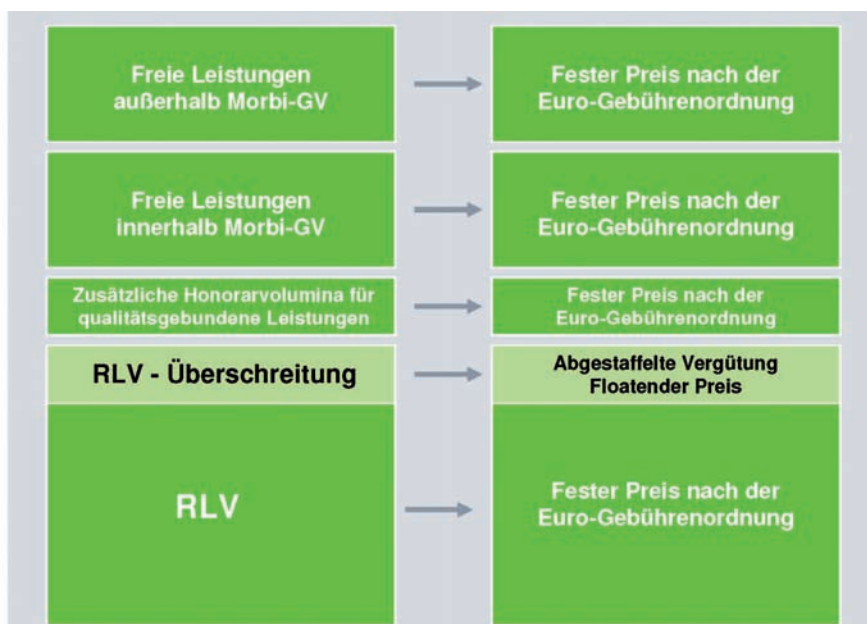 Freie Leistungen
außerhalb Morbi-GV
Fester Preis nach der
Euro-Gebührenordnung
Freie Leistungen
innerhalb Morbi-GV
Fester Preis nach der
Euro-Gebührenordnung
Zusätzliche Honorarvolumina für
qualitätsgebundene Leistungen
Fester Preis nach der
Euro-Gebührenordnung
RLV - Überschreitung
Abgestaffelte Vergütung
Floatender Preis
RLV
Fester Preis nach der
Euro-Gebührenordnung